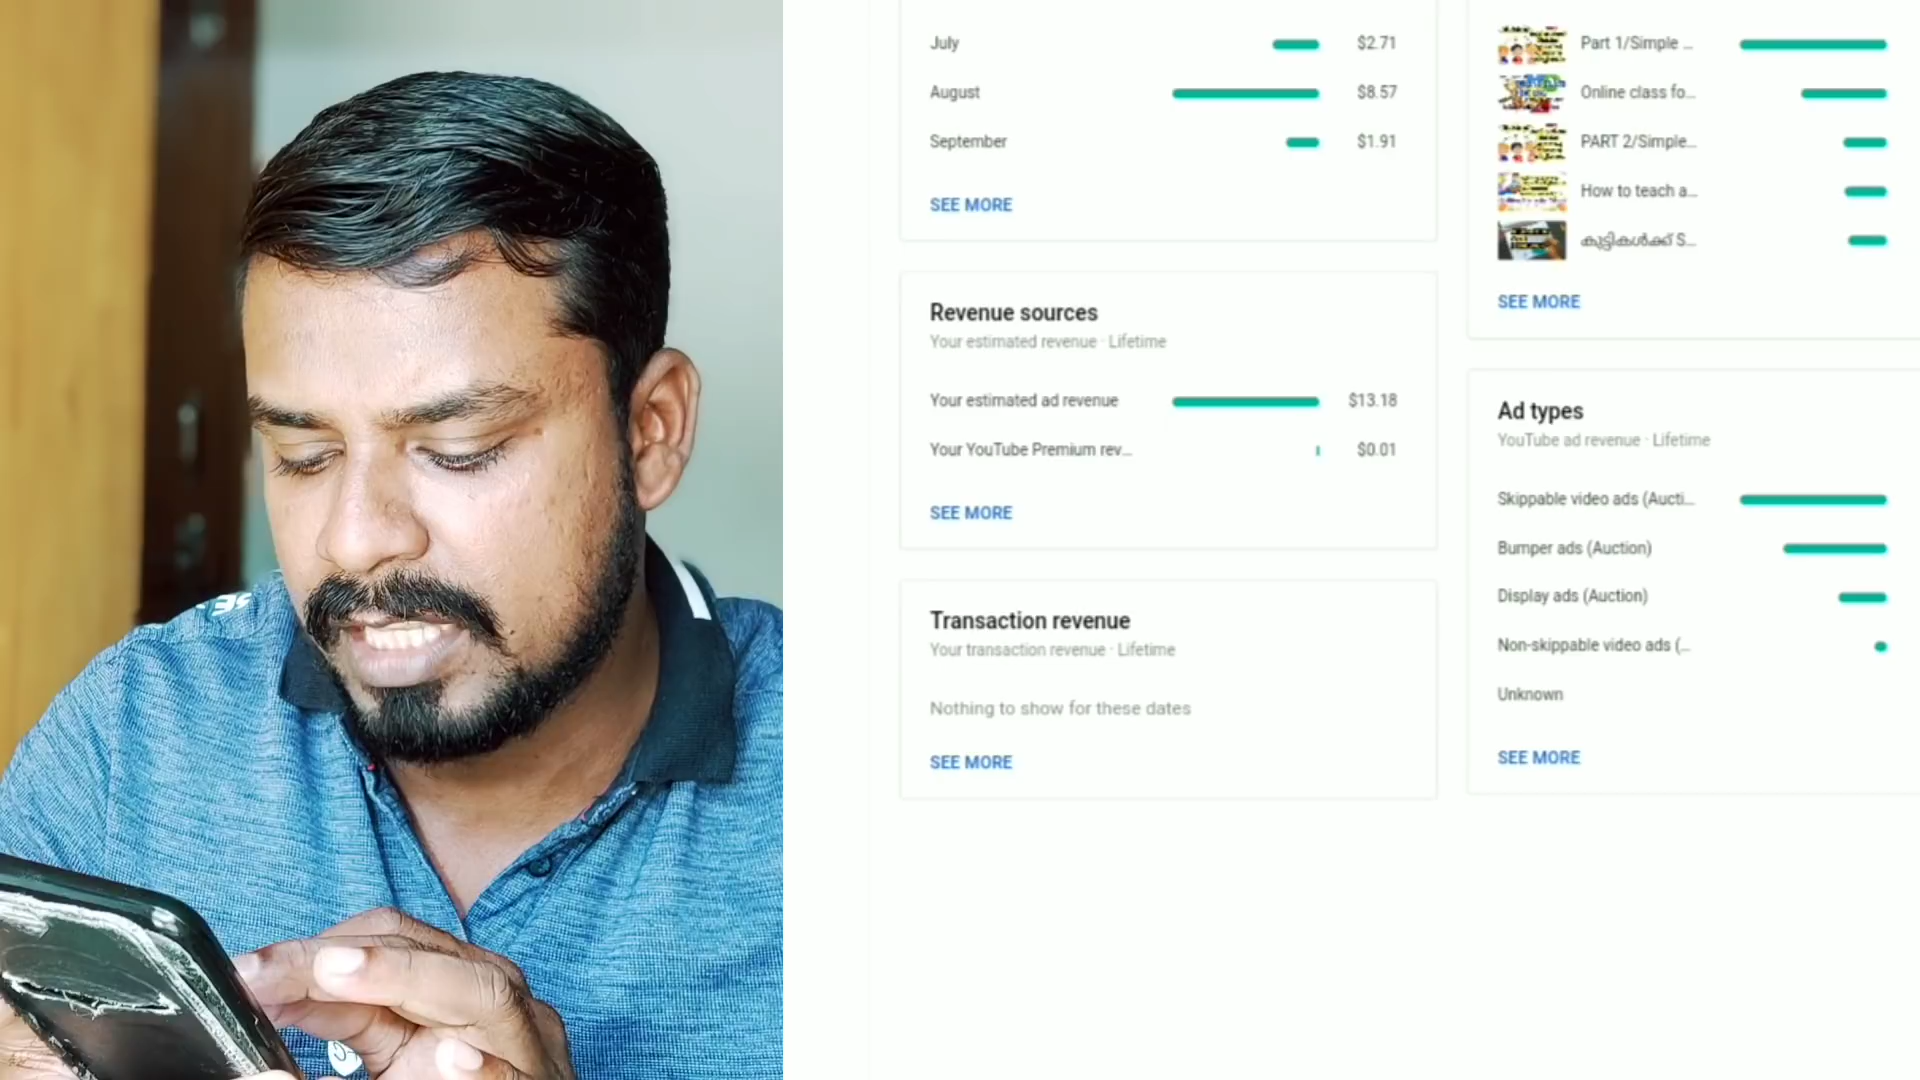 July $2.71
August $8.57
September $1.91
SEE MORE
Revenue sources
Your estimated revenue · Lifetime
Your estimated ad revenue $13.18
Your YouTube Premium rev... $0.01
SEE MORE
Transaction revenue
Your transaction revenue · Lifetime
Nothing to show for these dates
SEE MORE
Part 1/Simple ...
Online class fo...
PART 2/Simple...
How to teach a...
കുട്ടികൾക്ക് S...
SEE MORE
Ad types
YouTube ad revenue · Lifetime
Skippable video ads (Aucti...
Bumper ads (Auction)
Display ads (Auction)
Non-skippable video ads (...
Unknown
SEE MORE